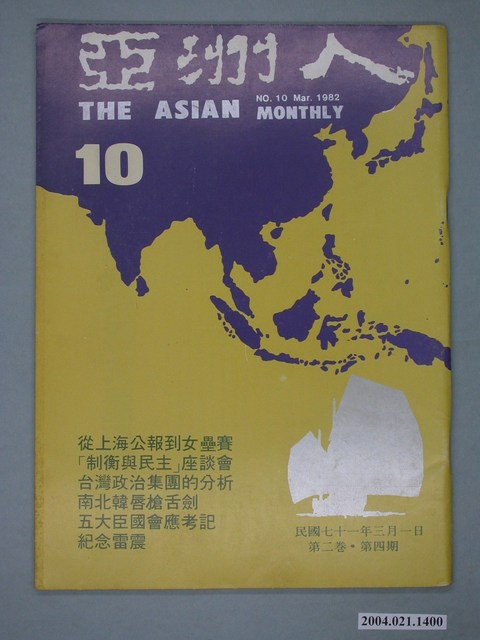 亞洲人
NO. 10 Mar. 1982
THE ASIAN MONTHLY
10
從上海公報到女壘賽
「制衡與民主」座談會
台灣政治集團的分析
南北韓唇槍舌劍
五大臣國會應考記
紀念雷震
民國七十一年三月一日
第二卷·第四期
2004.021.1400